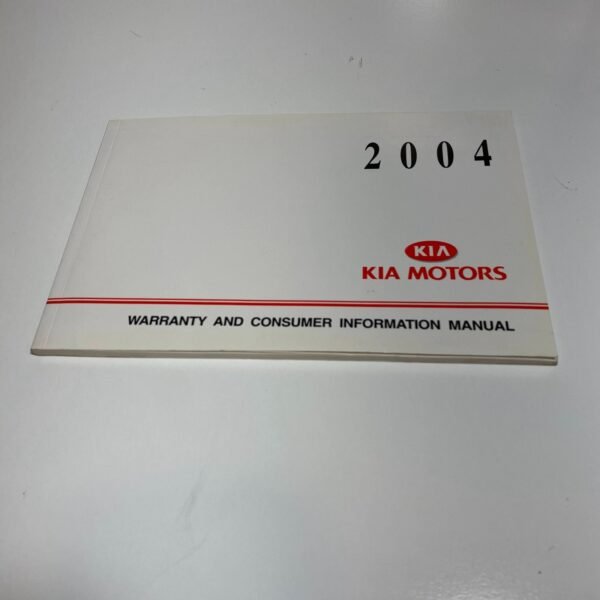 2004
KIA
KIA MOTORS
WARRANTY AND CONSUMER INFORMATION MANUAL